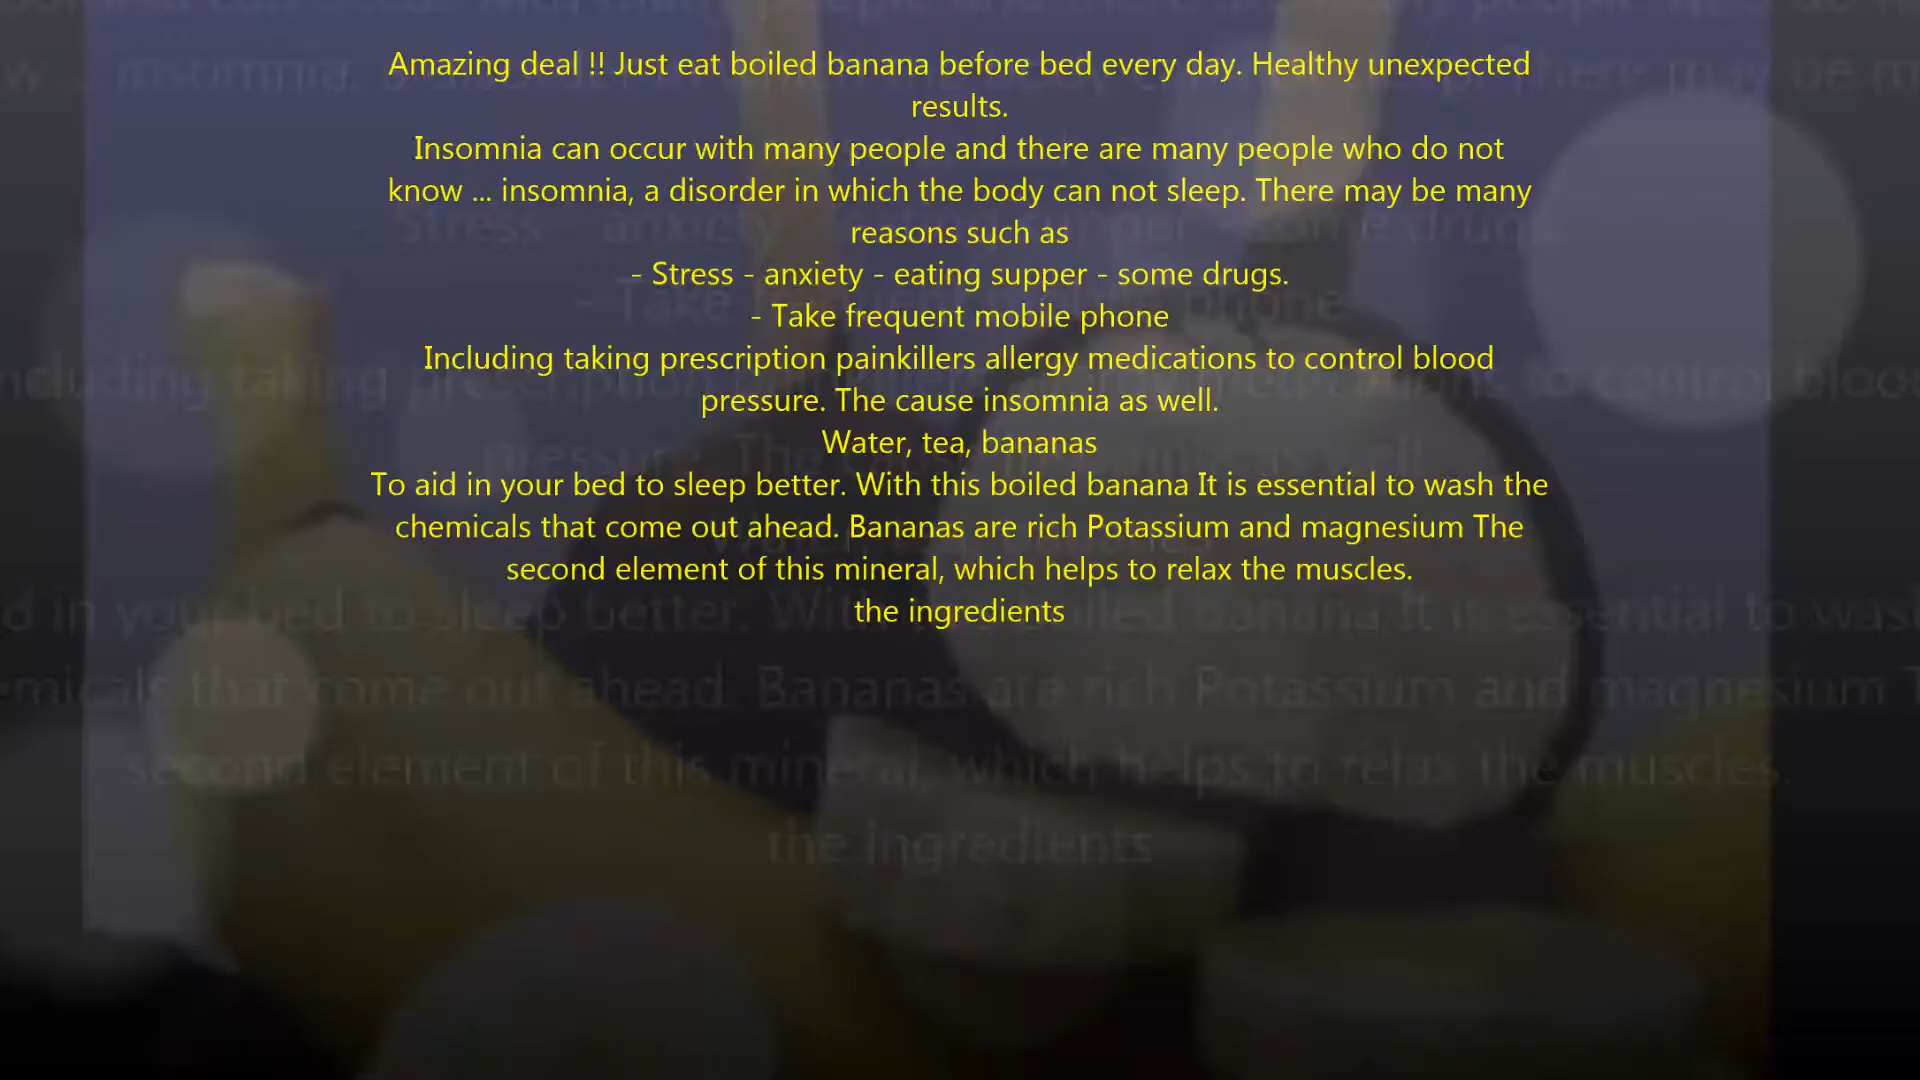 Amazing deal !! Just eat boiled banana before bed every day. Healthy unexpected
results.
Insomnia can occur with many people and there are many people who do not
know ... insomnia, a disorder in which the body can not sleep. There may be many
reasons such as
- Stress - anxiety - eating supper - some drugs.
- Take frequent mobile phone
Including taking prescription painkillers allergy medications to control blood
pressure. The cause insomnia as well.
Water, tea, bananas
To aid in your bed to sleep better. With this boiled banana It is essential to wash the
chemicals that come out ahead. Bananas are rich Potassium and magnesium The
second element of this mineral, which helps to relax the muscles.
the ingredients